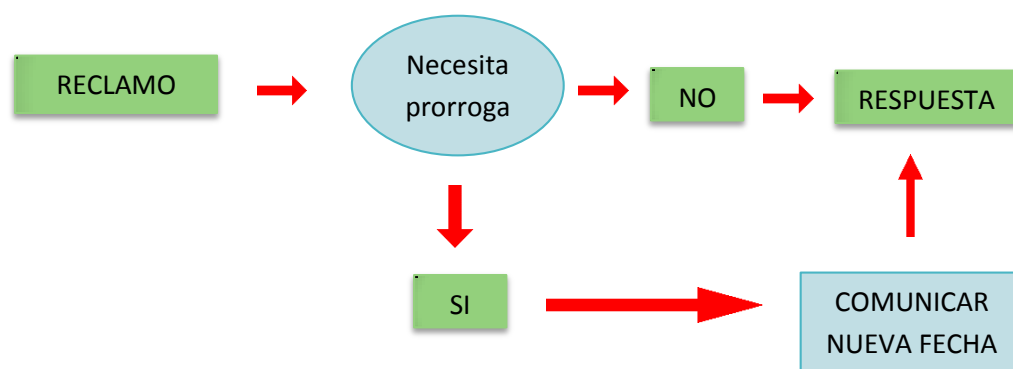 RECLAMO
Necesita
prorroga
NO
RESPUESTA
SI
COMUNICAR
NUEVA FECHA